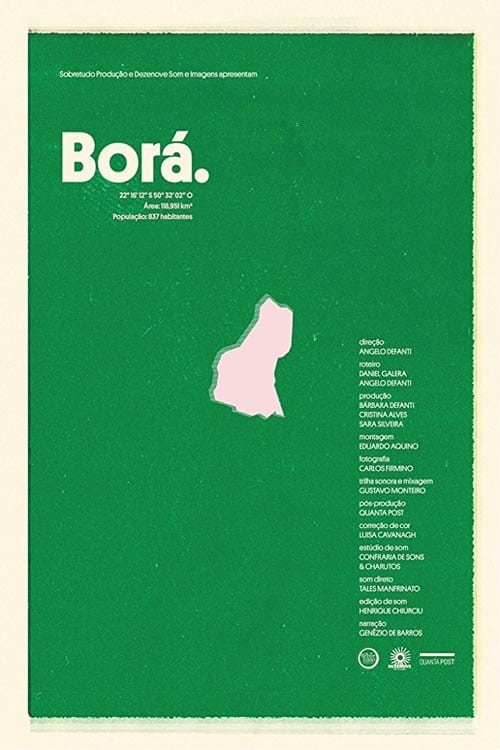 Sobretudo Produção e Dezenove Som e Imagens apresentam
Borá.
22° 16' 12" S 50° 32' 02" O
Área: 118,951 km²
População: 837 habitantes
direção
ANGELO DEFANTI
roteiro
DANIEL GALERA
ANGELO DEFANTI
produção
BÁRBARA DEFANTI
CRISTINA ALVES
SARA SILVEIRA
montagem
EDUARDO AQUINO
fotografia
CARLOS FIRMINO
trilha sonora e mixagem
GUSTAVO MONTEIRO
pós-produção
QUANTA POST
correção de cor
LUISA CAVANAGH
estúdio de som
CONFRARIA DE SONS
& CHARUTOS
som direto
TALES MANFRINATO
edição de som
HENRIQUE CHIURCIU
narração
GENÉZIO DE BARROS
QUANTA POST